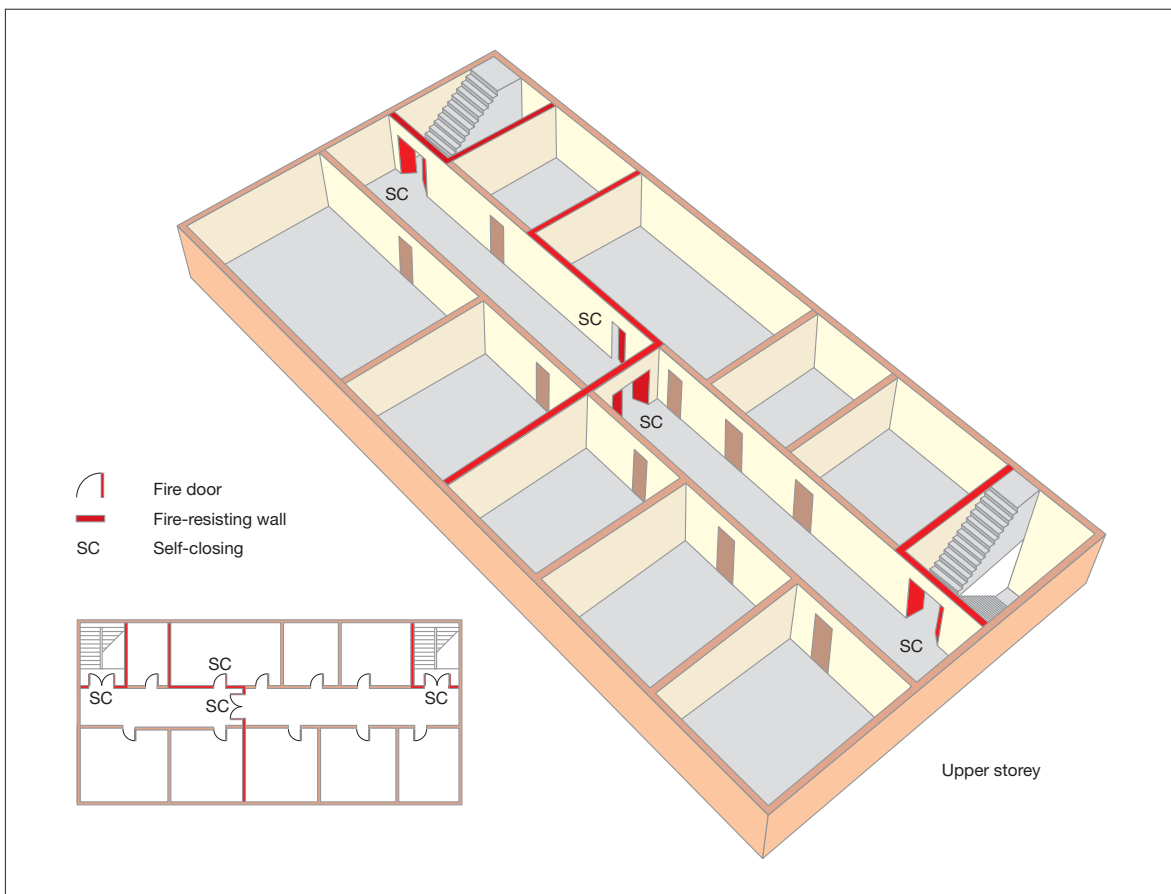 SC
SC
SC
Fire door
Fire-resisting wall
SC Self-closing
SC
SC
SC
SC
SC
Upper storey